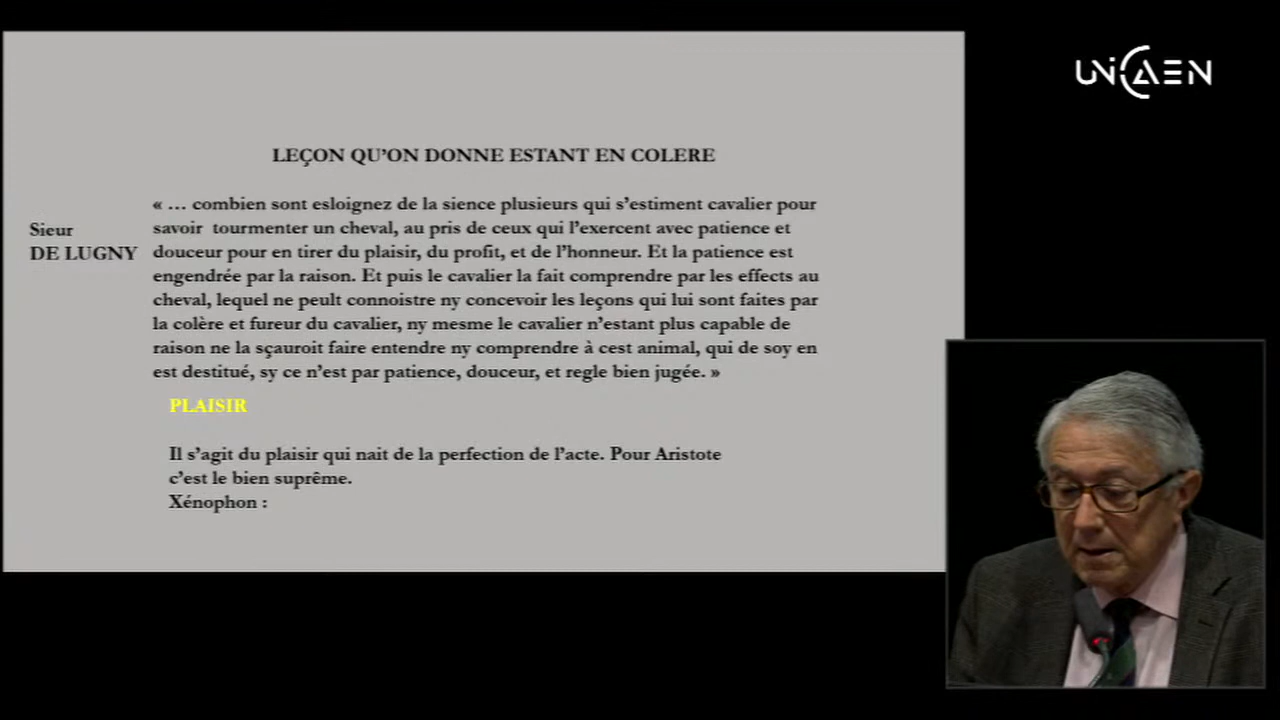 UNICAEN
LEÇON QU’ON DONNE ESTANT EN COLERE
Sieur
DE LUGNY
« … combien sont esloignez de la sience plusieurs qui s’estiment cavalier pour
savoir tourmenter un cheval, au pris de ceux qui l’exercent avec patience et
douceur pour en tirer du plaisir, du profit, et de l’honneur. Et la patience est
engendrée par la raison. Et puis le cavalier la fait comprendre par les effects au
cheval, lequel ne peult connoistre ny concevoir les leçons qui lui sont faites par
la colère et fureur du cavalier, ny mesme le cavalier n’estant plus capable de
raison ne la sçauroit faire entendre ny comprendre à cest animal, qui de soy en
est destitué, sy ce n’est par patience, douceur, et regle bien jugée. »
PLAISIR
Il s’agit du plaisir qui nait de la perfection de l’acte. Pour Aristote
c’est le bien suprême.
Xénophon :